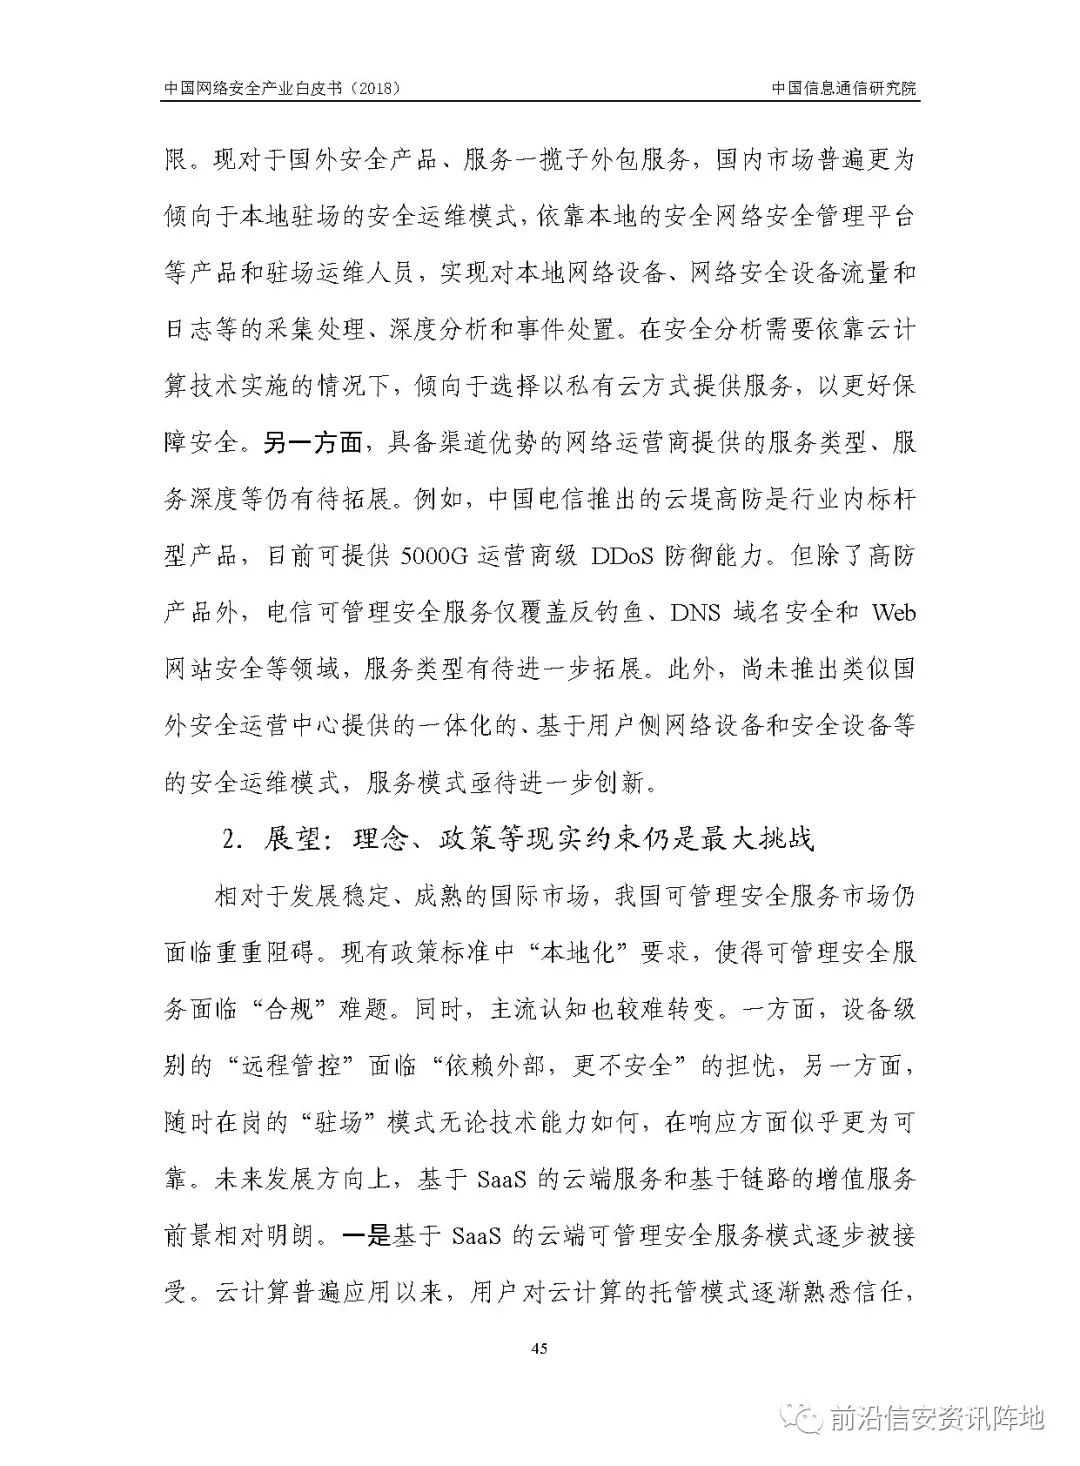 中国网络安全产业白皮书（2018） 中国信息通信研究院
限。现对于国外安全产品、服务一揽子外包服务，国内市场普遍更为
倾向于本地驻场的安全运维模式，依靠本地的安全网络安全管理平台
等产品和驻场运维人员，实现对本地网络设备、网络安全设备流量和
日志等的采集处理、深度分析和事件处置。在安全分析需要依靠云计
算技术实施的情况下，倾向于选择以私有云方式提供服务，以更好保
障安全。另一方面，具备渠道优势的网络运营商提供的服务类型、服
务深度等仍有待拓展。例如，中国电信推出的云堤高防是行业内标杆
型产品，目前可提供 5000G 运营商级 DDoS 防御能力。但除了高防
产品外，电信可管理安全服务仅覆盖反钓鱼、DNS 域名安全和 Web
网站安全等领域，服务类型有待进一步拓展。此外，尚未推出类似国
外安全运营中心提供的一体化的、基于用户侧网络设备和安全设备等
的安全运维模式，服务模式亟待进一步创新。
2. 展望：理念、政策等现实约束仍是最大挑战
相对于发展稳定、成熟的国际市场，我国可管理安全服务市场仍
面临重重阻碍。现有政策标准中“本地化”要求，使得可管理安全服
务面临“合规”难题。同时，主流认知也较难转变。一方面，设备级
别的“远程管控”面临“依赖外部，更不安全”的担忧，另一方面，
随时在岗的“驻场”模式无论技术能力如何，在响应方面似乎更为可
靠。未来发展方向上，基于 SaaS 的云端服务和基于链路的增值服务
前景相对明朗。一是基于 SaaS 的云端可管理安全服务模式逐步被接
受。云计算普遍应用以来，用户对云计算的托管模式逐渐熟悉信任，
45
前沿信安资讯阵地